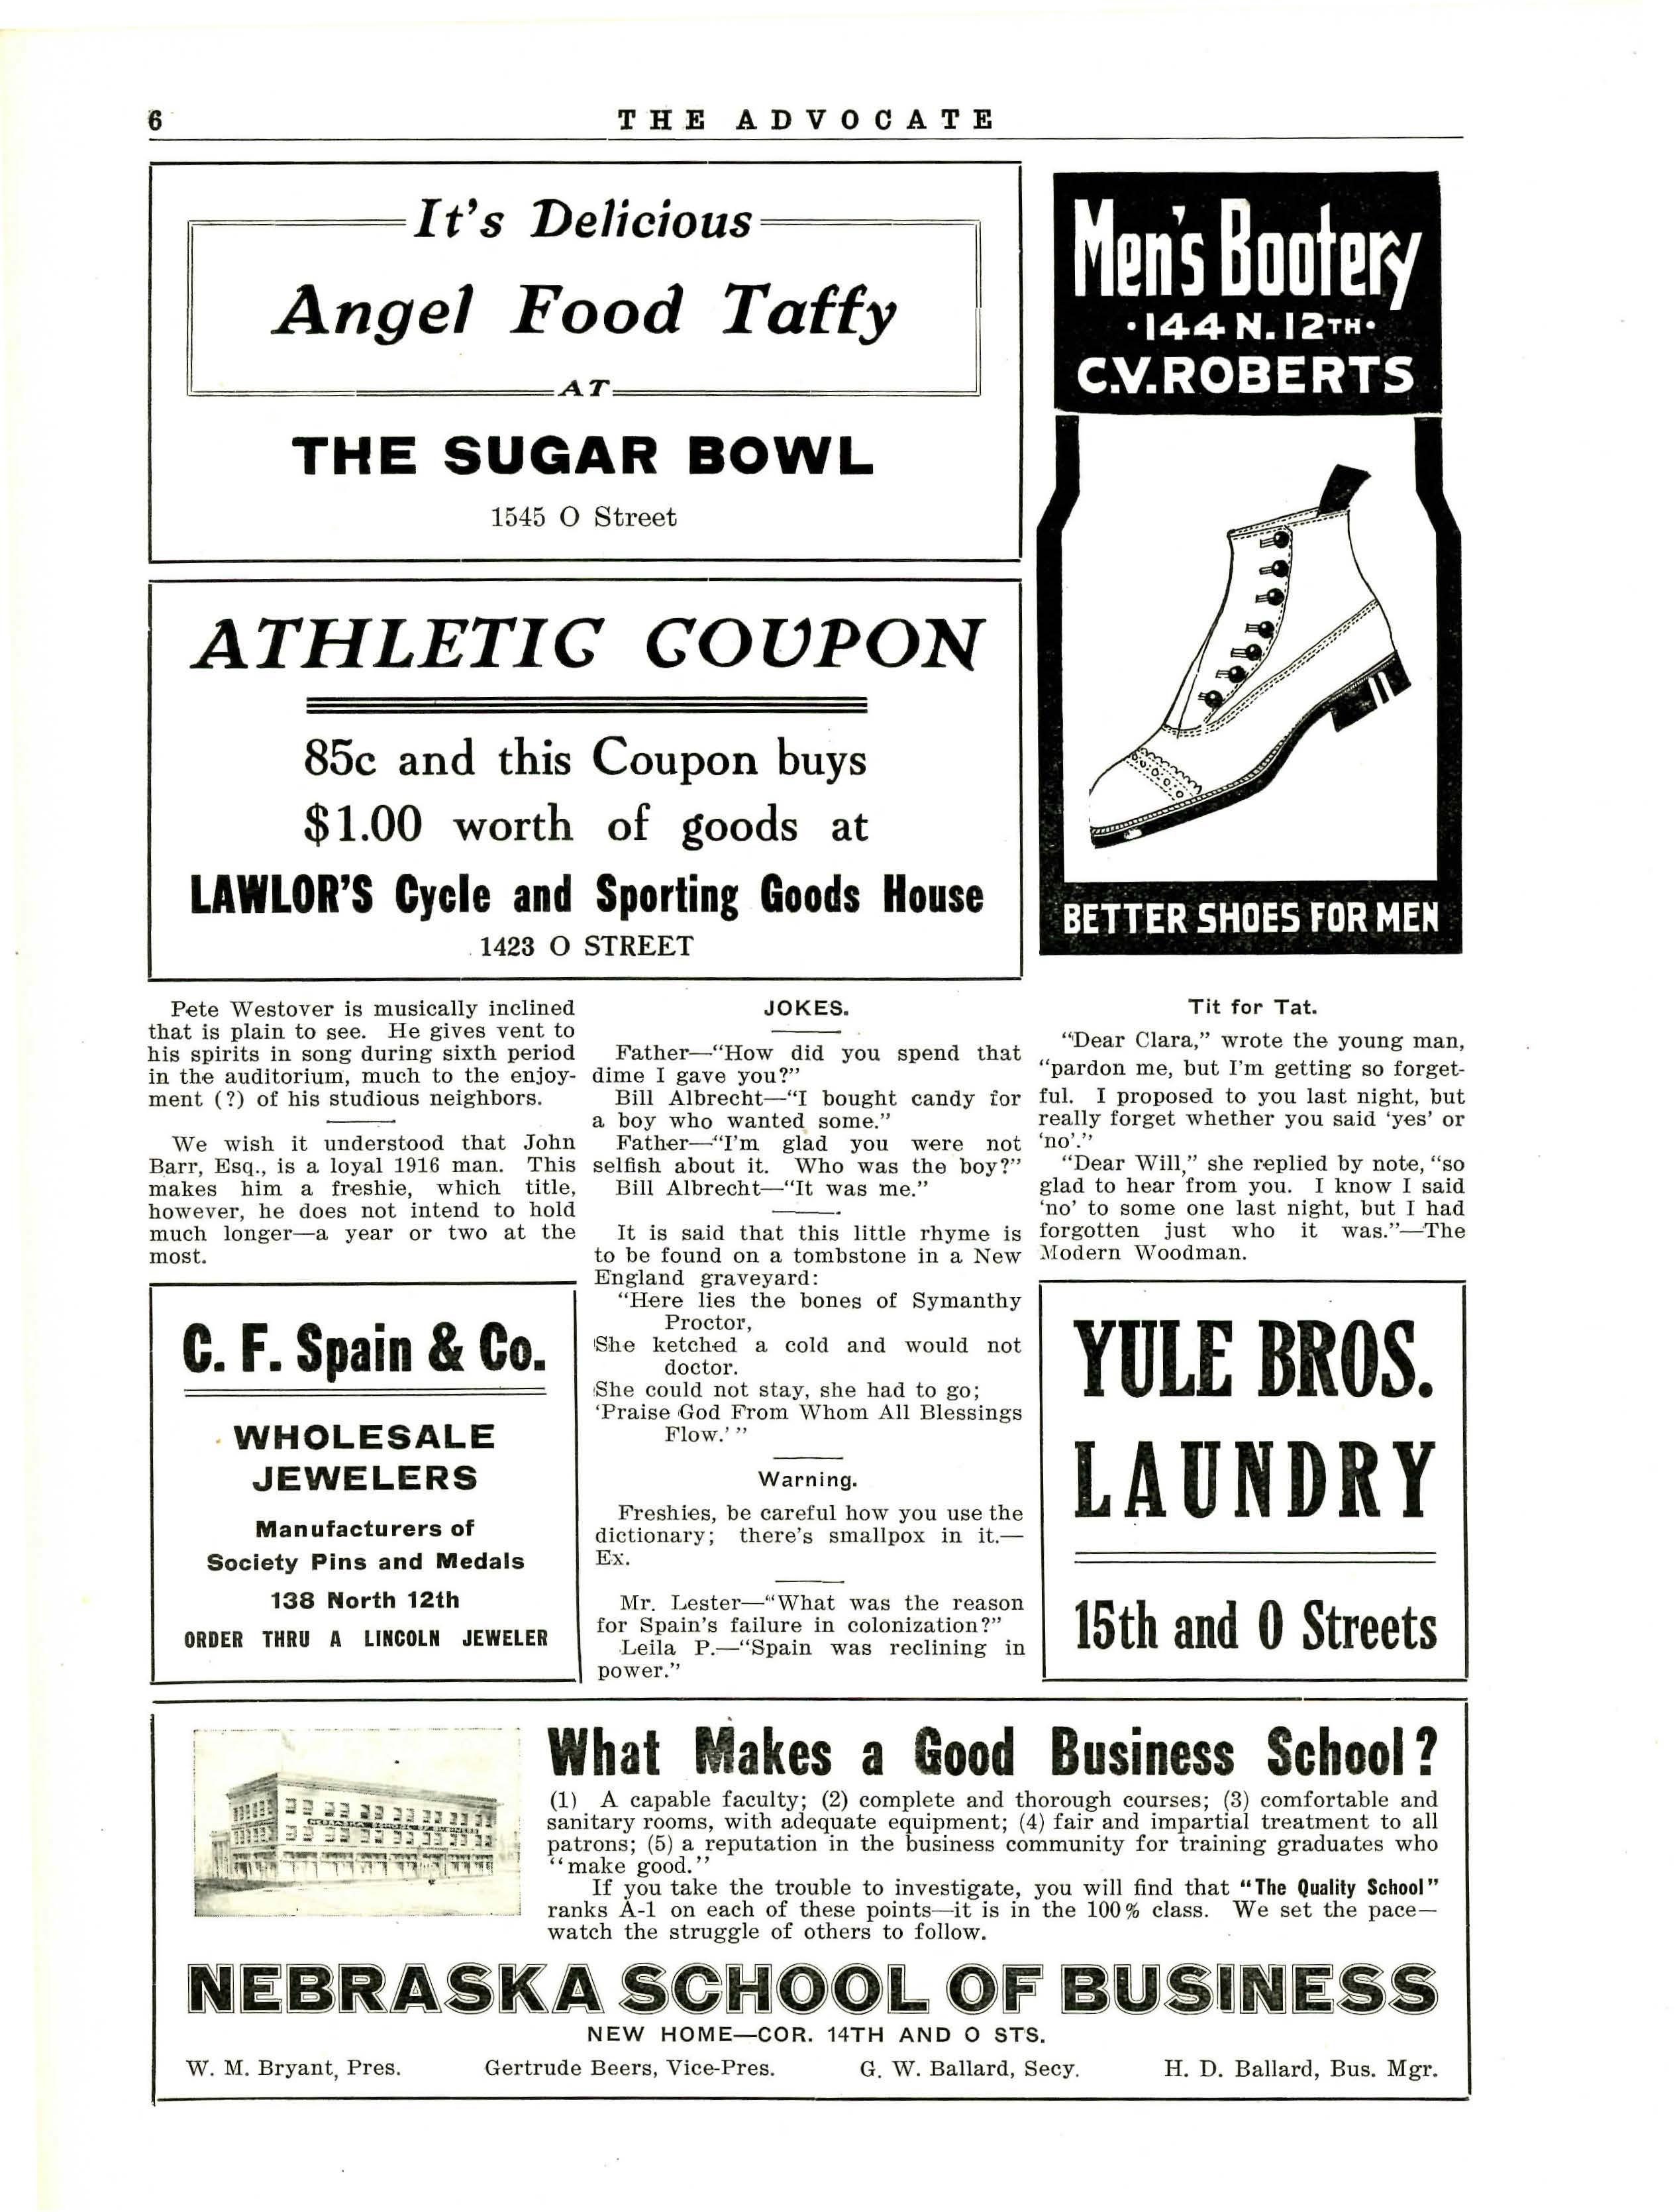 6
THE ADVOCATE
It's Delicious
Angel Food Taffy
AT
THE SUGAR BOWL
1545 O Street
Men's Bootery
·144 N. 12TH·
C.V. ROBERTS
BETTER SHOES FOR MEN
ATHLETIC COUPON
85c and this Coupon buys
$1.00 worth of goods at
LAWLOR'S Cycle and Sporting Goods House
1423 O STREET
Pete Westover is musically inclined
that is plain to see. He gives vent to
his spirits in song during sixth period
in the auditorium, much to the enjoy-
ment (?) of his studious neighbors.
We wish it understood that John
Barr, Esq., is a loyal 1916 man. This
makes him a freshie, which title,
however, he does not intend to hold
much longer—a year or two at the
most.
C. F. Spain & Co.
WHOLESALE
JEWELERS
Manufacturers of
Society Pins and Medals
138 North 12th
ORDER THRU A LINCOLN JEWELER
JOKES.
Father—"How did you spend that
dime I gave you?"
Bill Albrecht—"I bought candy for
a boy who wanted some."
Father—"I'm glad you were not
selfish about it. Who was the boy?"
Bill Albrecht—"It was me."
It is said that this little rhyme is
to be found on a tombstone in a New
England graveyard:
"Here lies the bones of Symanthy
Proctor,
She ketched a cold and would not
doctor.
She could not stay, she had to go;
'Praise God From Whom All Blessings
Flow.' "
Warning.
Freshies, be careful how you use the
dictionary; there's smallpox in it.—
Ex.
Mr. Lester—"What was the reason
for Spain's failure in colonization?"
Leila P.—"Spain was reclining in
power."
Tit for Tat.
"Dear Clara," wrote the young man,
"pardon me, but I'm getting so forget-
ful. I proposed to you last night, but
really forget whether you said 'yes' or
'no'."
"Dear Will," she replied by note, "so
glad to hear from you. I know I said
'no' to some one last night, but I had
forgotten just who it was."—The
Modern Woodman.
YULE BROS.
LAUNDRY
15th and O Streets
NEBRASKA SCHOOL OF BUSINESS
What Makes a Good Business School?
(1) A capable faculty; (2) complete and thorough courses; (3) comfortable and
sanitary rooms, with adequate equipment; (4) fair and impartial treatment to all
patrons; (5) a reputation in the business community for training graduates who
"make good."
If you take the trouble to investigate, you will find that "The Quality School"
ranks A-1 on each of these points—it is in the 100% class. We set the pace—
watch the struggle of others to follow.
NEBRASKA SCHOOL OF BUSINESS
NEW HOME—COR. 14TH AND O STS.
W. M. Bryant, Pres. Gertrude Beers, Vice-Pres. G. W. Ballard, Secy. H. D. Ballard, Bus. Mgr.